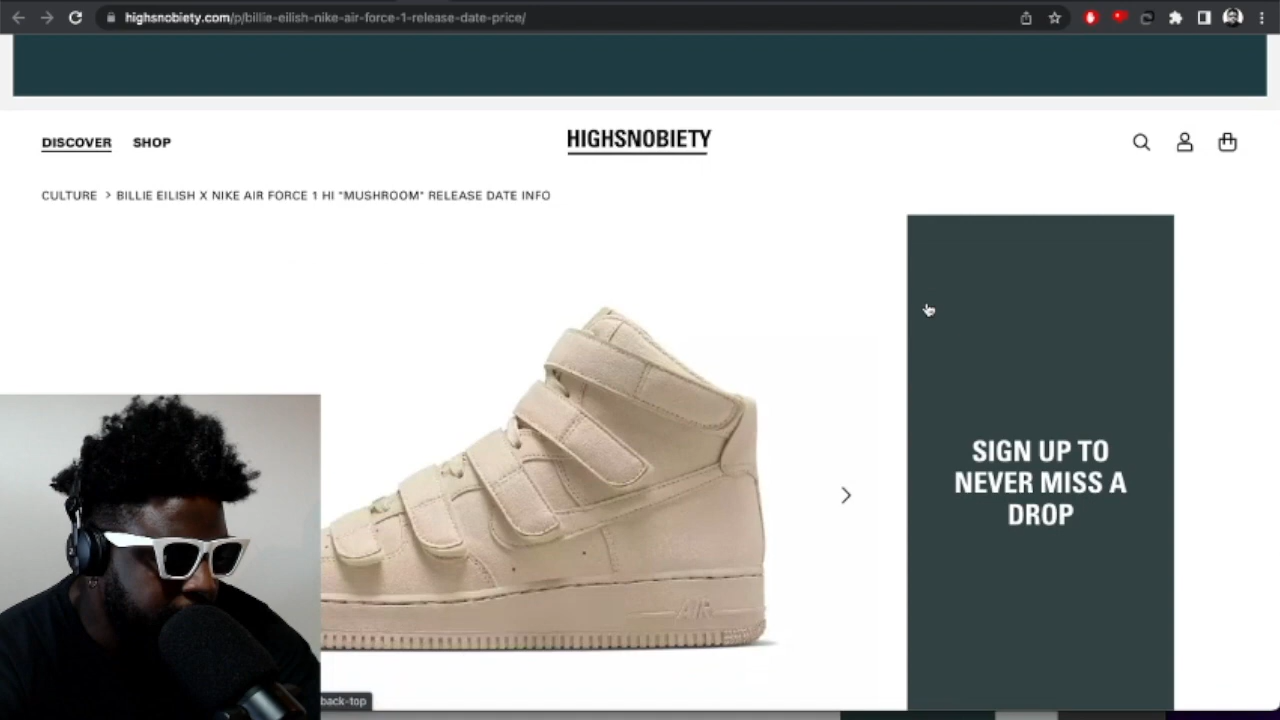 highsnobiety.com/p/billie-eilish-nike-air-force-1-release-date-price/
DISCOVER SHOP HIGHSNOBIETY
CULTURE > BILLIE EILISH X NIKE AIR FORCE 1 HI "MUSHROOM" RELEASE DATE INFO
SIGN UP TO
NEVER MISS A
DROP
AIR
back-top